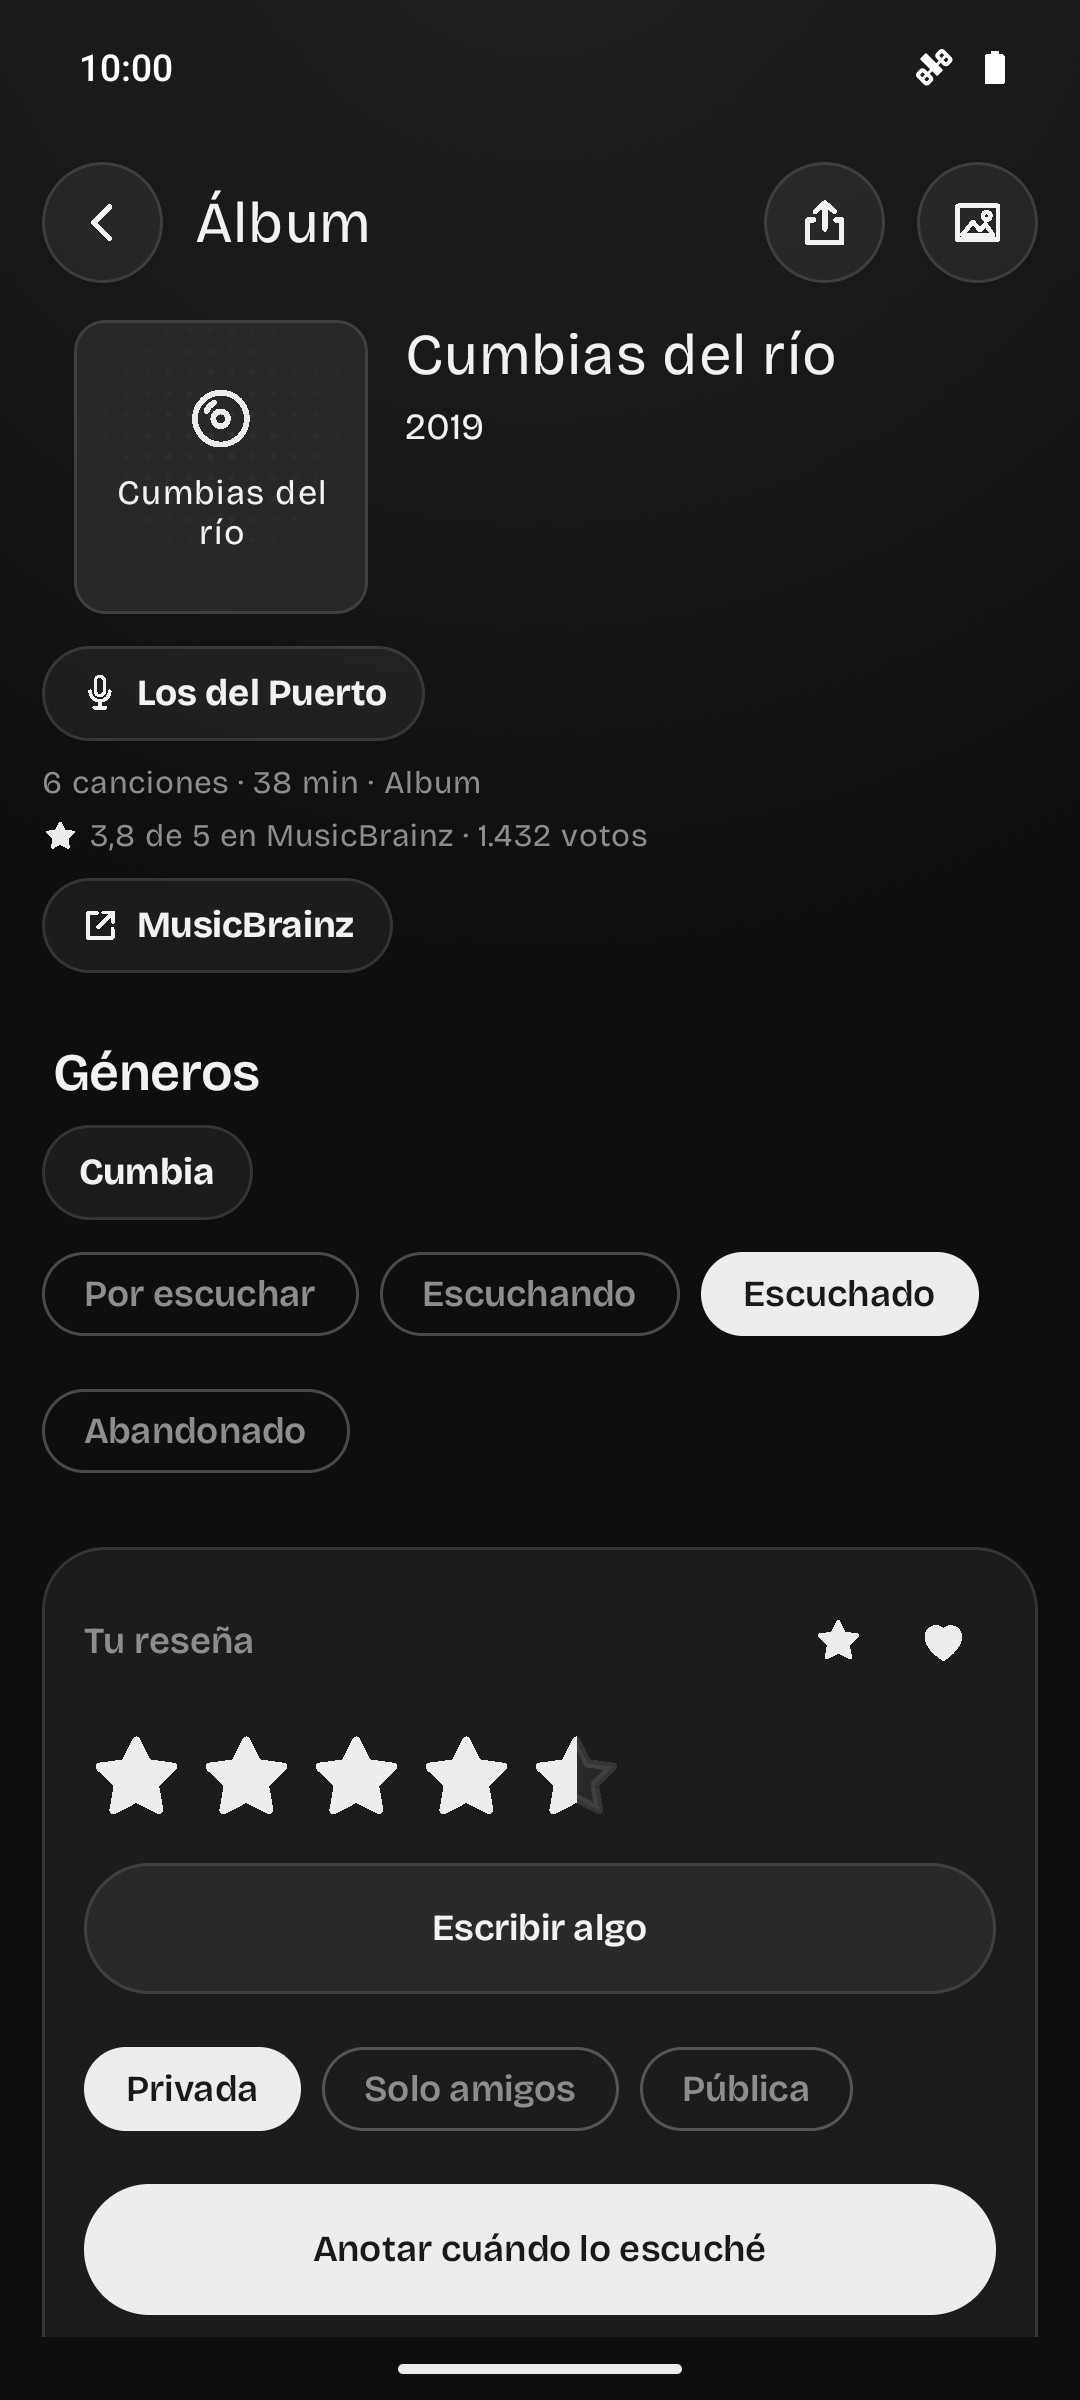 10:00
Álbum
Cumbias del río
2019
Cumbias del
río
Los del Puerto
6 canciones · 38 min · Album
3,8 de 5 en MusicBrainz · 1.432 votos
MusicBrainz
Géneros
Cumbia
Por escuchar Escuchando Escuchado
Abandonado
Tu reseña
Escribir algo
Privada Solo amigos Pública
Anotar cuándo lo escuché